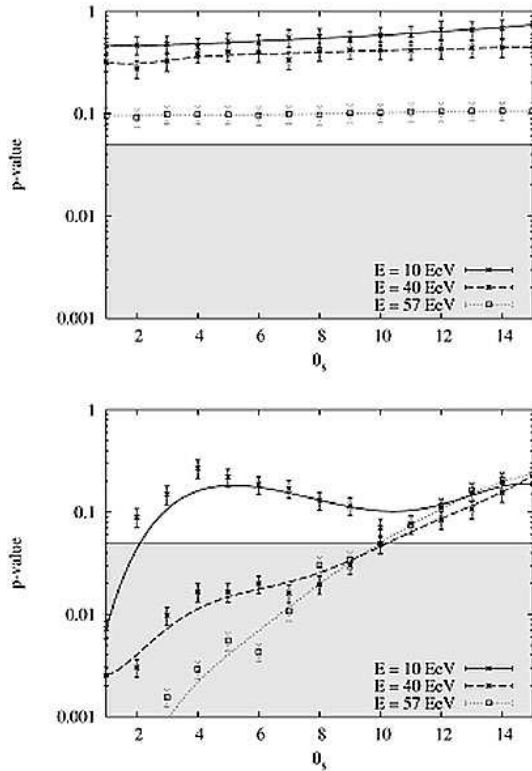 1
0.1
0.01
0.001
p-value
E = 10 EeV
E = 40 EeV
E = 57 EeV
2 4 6 8 10 12 14
θs
1
0.1
0.01
0.001
p-value
E = 10 EeV
E = 40 EeV
E = 57 EeV
2 4 6 8 10 12 14
θs